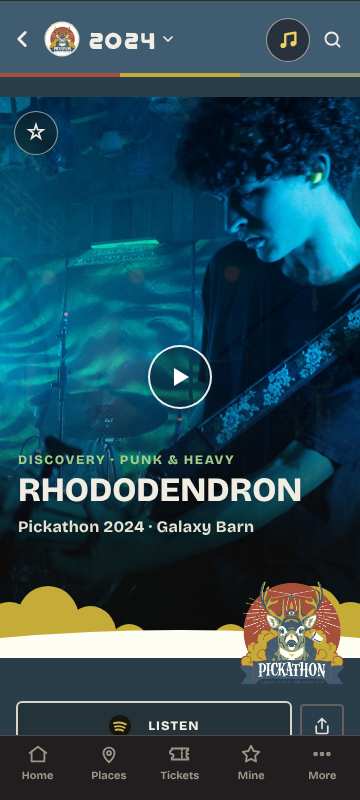 2024
DISCOVERY · PUNK & HEAVY
RHODODENDRON
Pickathon 2024 · Galaxy Barn
PICKATHON
LISTEN
Home
Places
Tickets
Mine
More